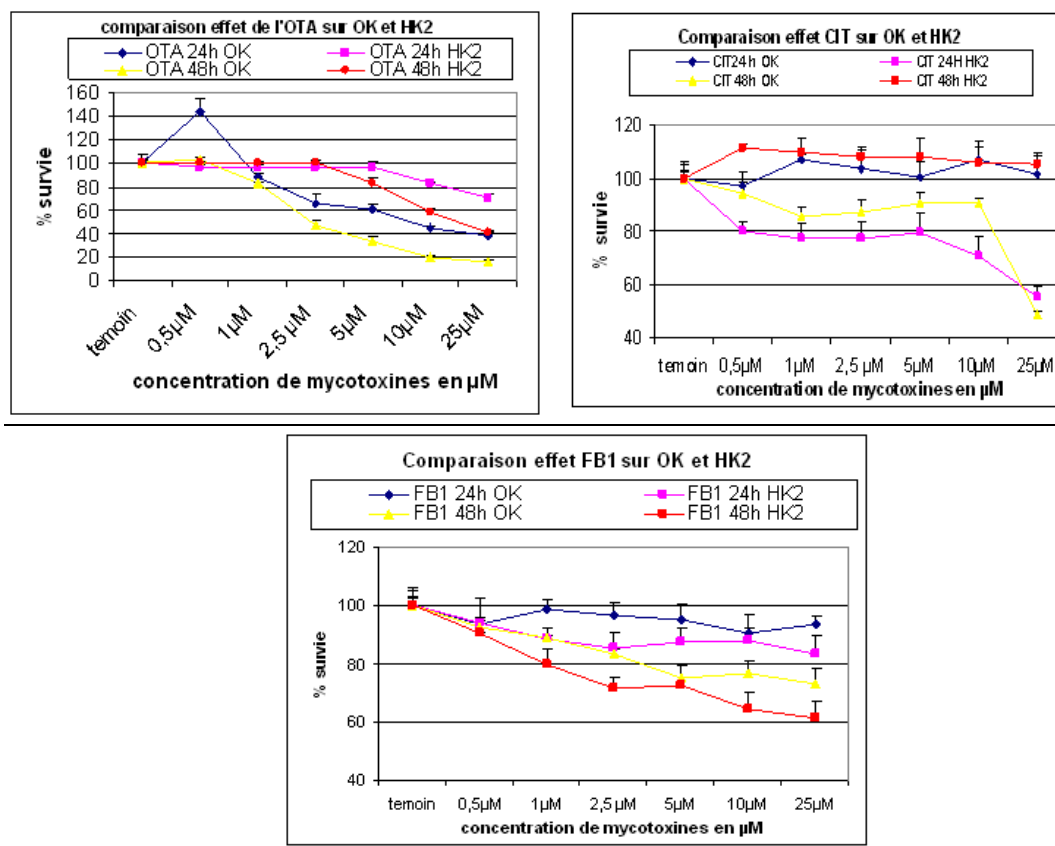 comparaison effet de l'OTA sur OK et HK2
OTA 24h OK OTA 24h HK2
OTA 48h OK OTA 48h HK2
160
140
120
100
80
60
40
20
0
% survie
temoin 0,5µM 1µM 2,5 µM 5µM 10µM 25µM
concentration de mycotoxines en µM
Comparaison effet CIT sur OK et HK2
CIT24h OK CIT 24H HK2
CIT 48h OK CIT 48h HK2
120
100
80
60
40
% survie
temoin 0,5µM 1µM 2,5 µM 5µM 10µM 25µM
concentration de mycotoxines en µM
Comparaison effet FB1 sur OK et HK2
FB1 24h OK FB1 24h HK2
FB1 48h OK FB1 48h HK2
120
100
80
60
40
% survie
temoin 0,5µM 1µM 2,5µM 5µM 10µM 25µM
concentration de mycotoxines en µM